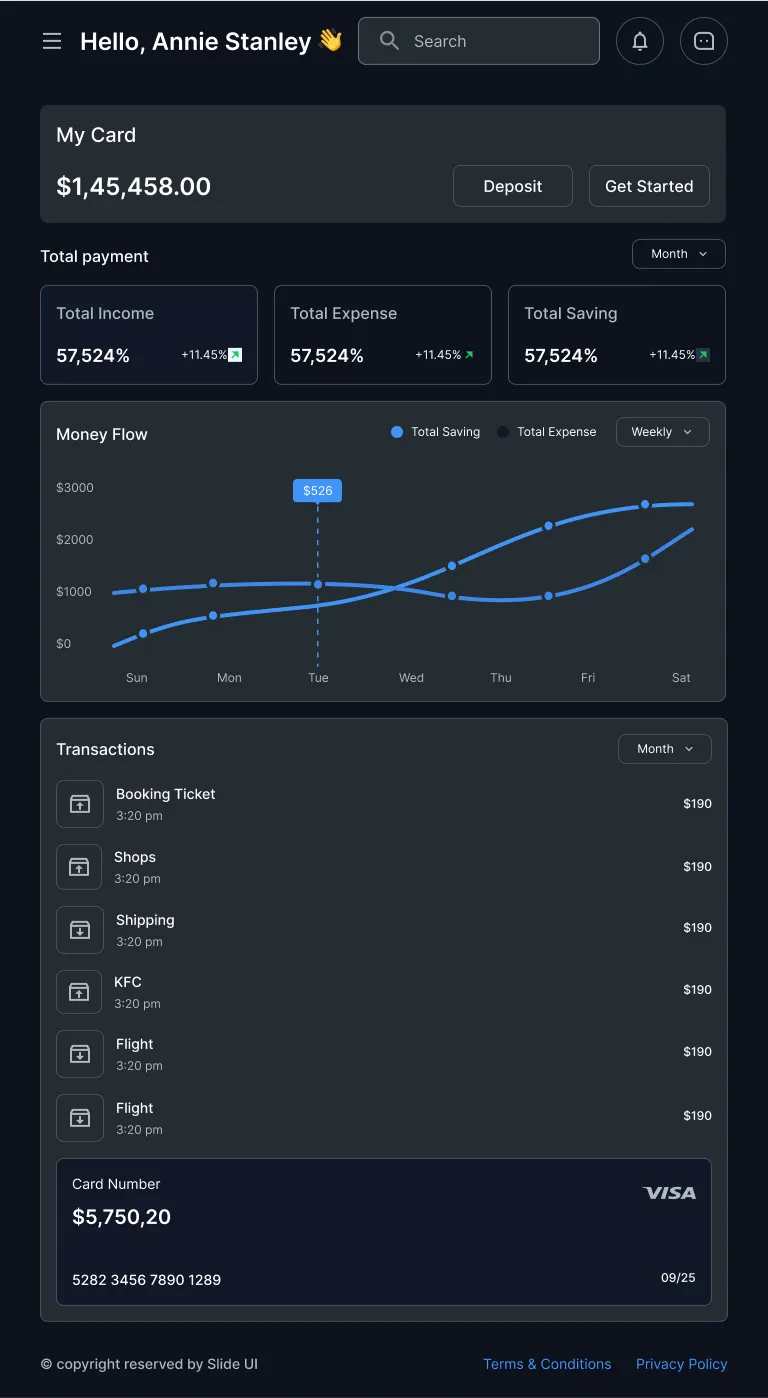 Hello, Annie Stanley 👋
Search
My Card
$1,45,458.00
Deposit
Get Started
Total payment
Month
Total Income
57,524%
+11.45%
Total Expense
57,524%
+11.45%
Total Saving
57,524%
+11.45%
Money Flow
Total Saving
Total Expense
Weekly
$3000
$526
$2000
$1000
$0
Sun Mon Tue Wed Thu Fri Sat
Transactions
Month
Booking Ticket
3:20 pm
$190
Shops
3:20 pm
$190
Shipping
3:20 pm
$190
KFC
3:20 pm
$190
Flight
3:20 pm
$190
Flight
3:20 pm
$190
Card Number
VISA
$5,750,20
5282 3456 7890 1289
09/25
© copyright reserved by Slide UI
Terms & Conditions
Privacy Policy